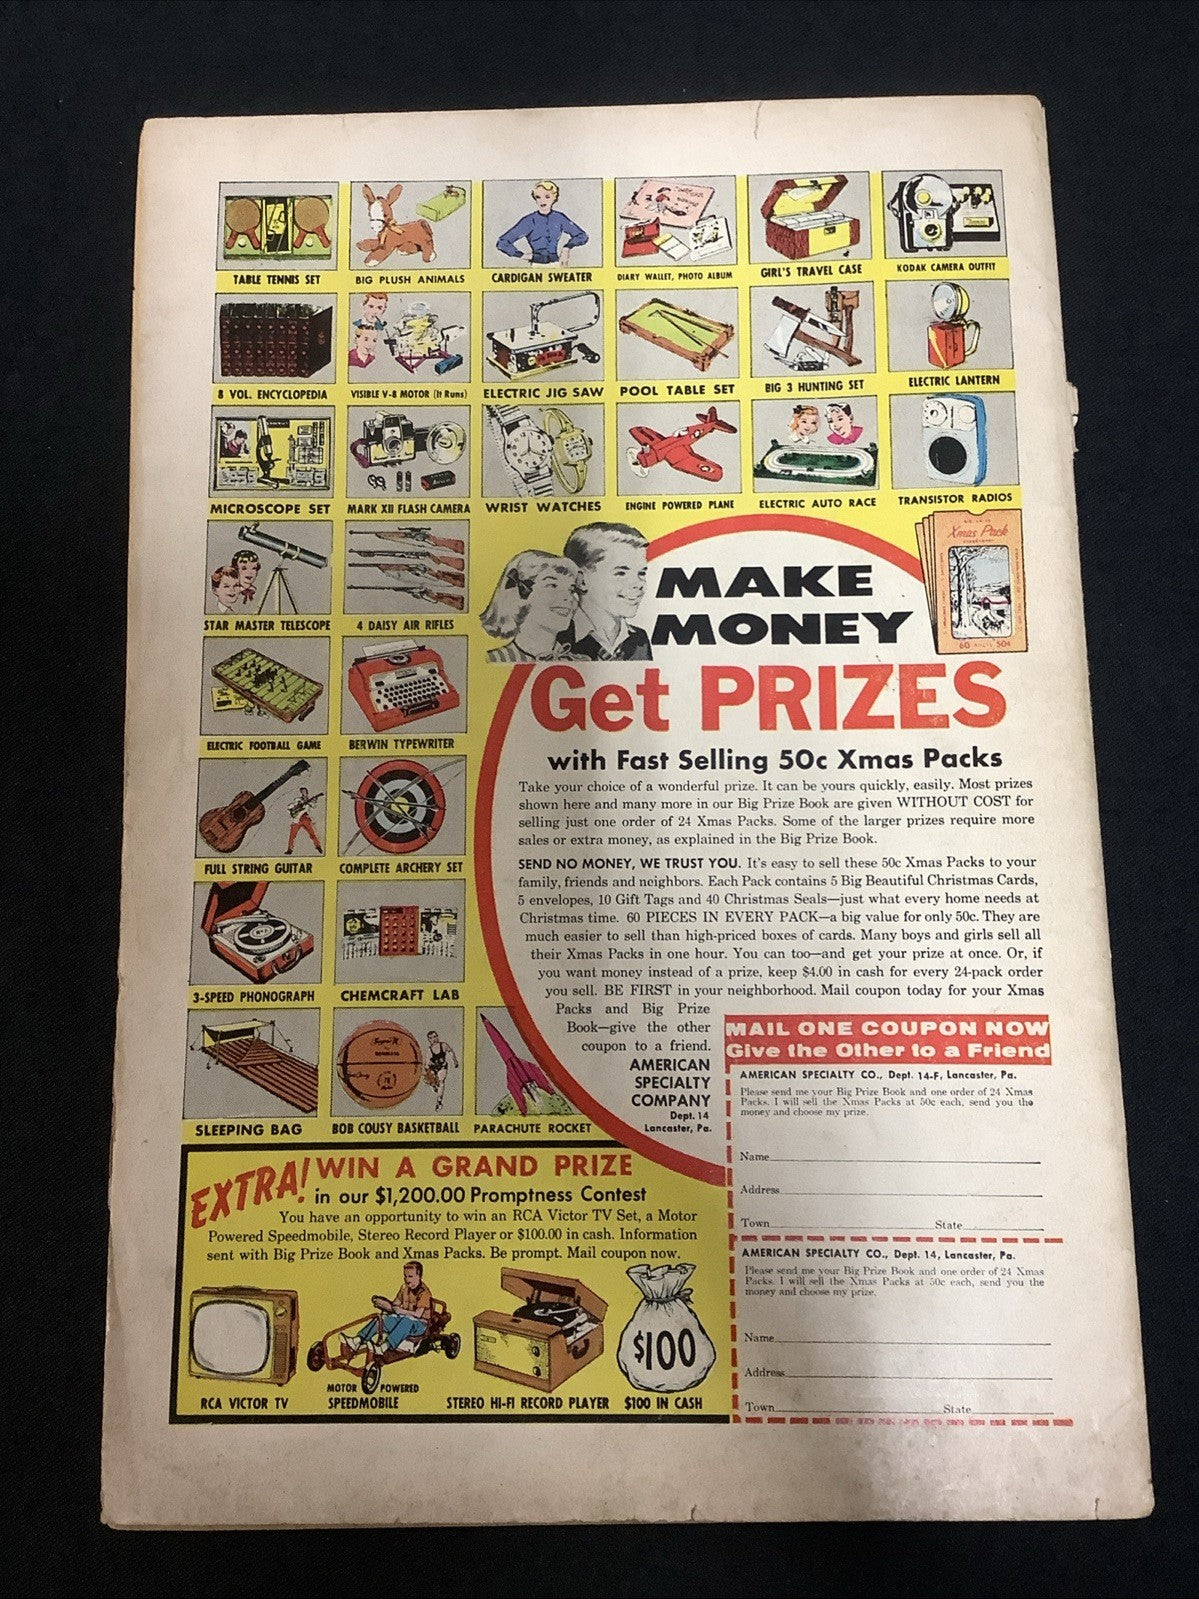 TABLE TENNIS SET
BIG PLUSH ANIMALS
CARDIGAN SWEATER
DIARY WALLET, PHOTO ALBUM
GIRL'S TRAVEL CASE
KODAK CAMERA OUTFIT
8 VOL. ENCYCLOPEDIA
VISIBLE V-8 MOTOR (It Runs)
ELECTRIC JIG SAW
POOL TABLE SET
BIG 3 HUNTING SET
ELECTRIC LANTERN
MICROSCOPE SET
MARK XII FLASH CAMERA
WRIST WATCHES
ENGINE POWERED PLANE
ELECTRIC AUTO RACE
TRANSISTOR RADIOS
STAR MASTER TELESCOPE
4 DAISY AIR RIFLES
ELECTRIC FOOTBALL GAME
BERWIN TYPEWRITER
FULL STRING GUITAR
COMPLETE ARCHERY SET
3-SPEED PHONOGRAPH
CHEMCRAFT LAB
SLEEPING BAG
BOB COUSY BASKETBALL
PARACHUTE ROCKET
Xmas Pack
60 50¢
MAKE
MONEY
Get PRIZES
with Fast Selling 50c Xmas Packs
Take your choice of a wonderful prize. It can be yours quickly, easily. Most prizes
shown here and many more in our Big Prize Book are given WITHOUT COST for
selling just one order of 24 Xmas Packs. Some of the larger prizes require more
sales or extra money, as explained in the Big Prize Book.
SEND NO MONEY, WE TRUST YOU. It's easy to sell these 50c Xmas Packs to your
family, friends and neighbors. Each Pack contains 5 Big Beautiful Christmas Cards,
5 envelopes, 10 Gift Tags and 40 Christmas Seals—just what every home needs at
Christmas time. 60 PIECES IN EVERY PACK—a big value for only 50c. They are
much easier to sell than high-priced boxes of cards. Many boys and girls sell all
their Xmas Packs in one hour. You can too—and get your prize at once. Or, if
you want money instead of a prize, keep $4.00 in cash for every 24-pack order
you sell. BE FIRST in your neighborhood. Mail coupon today for your Xmas
Packs and Big Prize
Book—give the other
coupon to a friend.
AMERICAN
SPECIALTY
COMPANY
Dept. 14
Lancaster, Pa.
MAIL ONE COUPON NOW
Give the Other to a Friend
AMERICAN SPECIALTY CO., Dept. 14-F, Lancaster, Pa.
Please send me your Big Prize Book and one order of 24 Xmas
Packs. I will sell the Xmas Packs at 50c each, send you the
money and choose my prize.
Name
Address
Town State
AMERICAN SPECIALTY CO., Dept. 14, Lancaster, Pa.
Please send me your Big Prize Book and one order of 24 Xmas
Packs. I will sell the Xmas Packs at 50c each, send you the
money and choose my prize.
Name
Address
Town State
EXTRA! WIN A GRAND PRIZE
in our $1,200.00 Promptness Contest
You have an opportunity to win an RCA Victor TV Set, a Motor
Powered Speedmobile, Stereo Record Player or $100.00 in cash. Information
sent with Big Prize Book and Xmas Packs. Be prompt. Mail coupon now.
$100
RCA VICTOR TV
MOTOR POWERED
SPEEDMOBILE
STEREO HI-FI RECORD PLAYER
$100 IN CASH